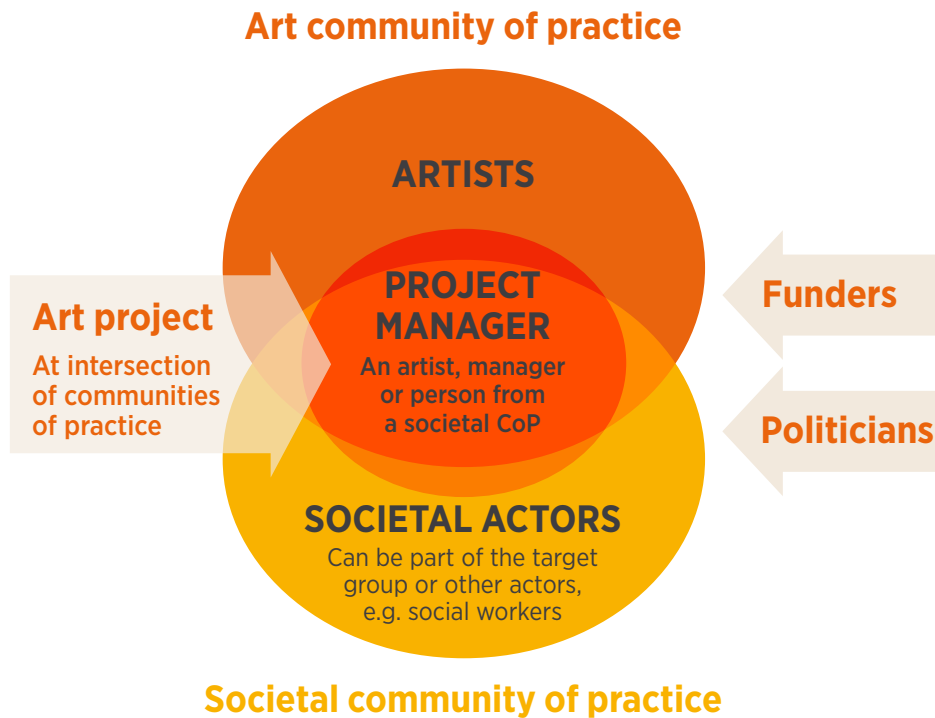 Art community of practice
ARTISTS
PROJECT
MANAGER
An artist, manager
or person from
a societal CoP
Art project
At intersection
of communities
of practice
Funders
Politicians
SOCIETAL ACTORS
Can be part of the target
group or other actors,
e.g. social workers
Societal community of practice